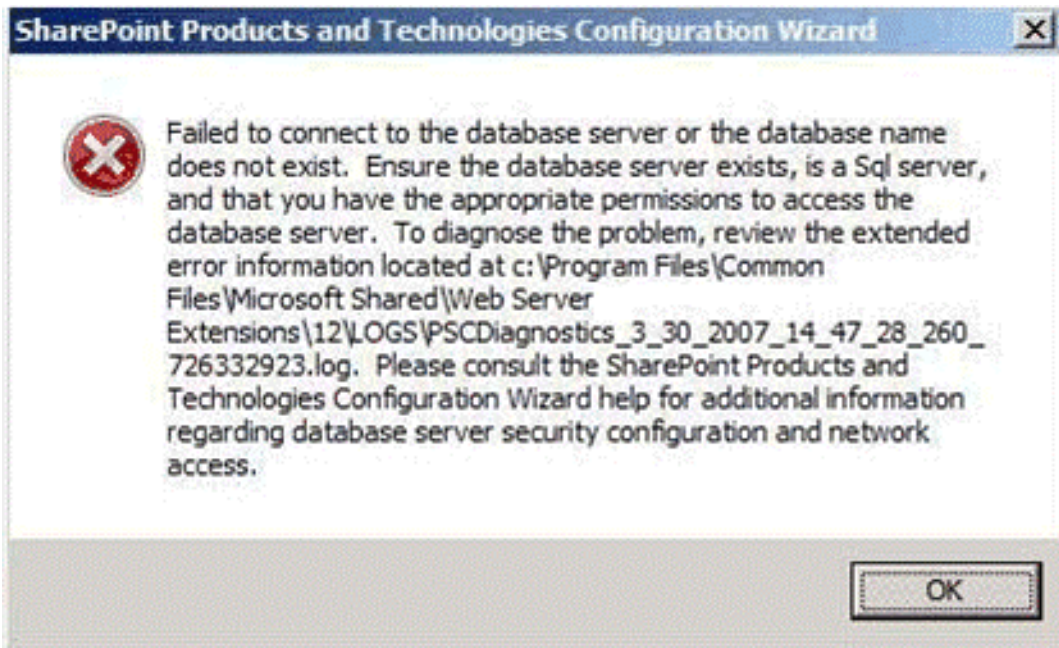 SharePoint Products and Technologies Configuration Wizard
Failed to connect to the database server or the database name
does not exist.  Ensure the database server exists, is a Sql server,
and that you have the appropriate permissions to access the
database server.  To diagnose the problem, review the extended
error information located at c:\Program Files\Common
Files\Microsoft Shared\Web Server
Extensions\12\LOGS\PSCDiagnostics_3_30_2007_14_47_28_260_
726332923.log.  Please consult the SharePoint Products and
Technologies Configuration Wizard help for additional information
regarding database server security configuration and network
access.
OK